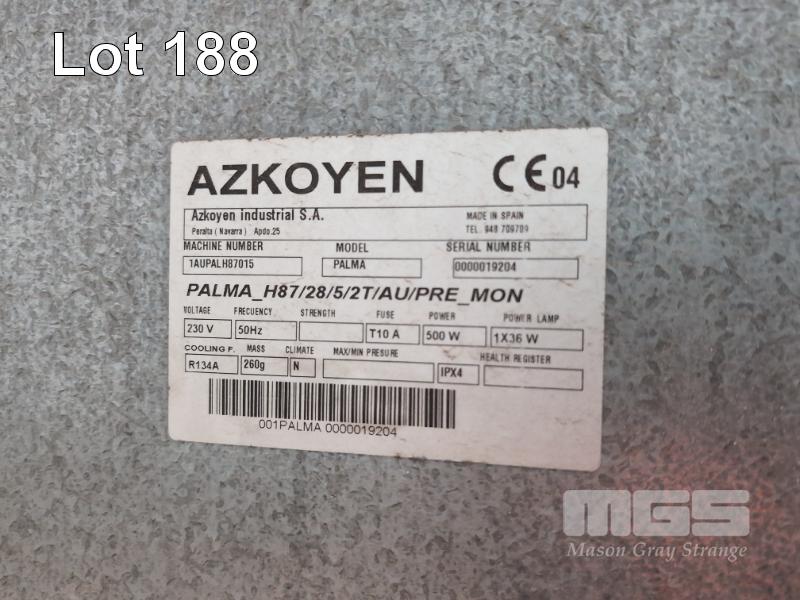 Lot 188
AZKOYEN CE 04
Azkoyen industrial S.A. MADE IN SPAIN
Peralta ( Navarra ) Apdo.25 TEL. 948 709709
MACHINE NUMBER MODEL SERIAL NUMBER
1AUPALH87015 PALMA 0000019204
PALMA_H87/28/5/2T/AU/PRE_MON
VOLTAGE FRECUENCY STRENGTH FUSE POWER POWER LAMP
230 V 50Hz T10 A 500 W 1X36 W
COOLING F. MASS CLIMATE MAX/MIN PRESURE HEALTH REGISTER
R134A 260g N IPX4
001PALMA 0000019204
MGS
Mason Gray Strange